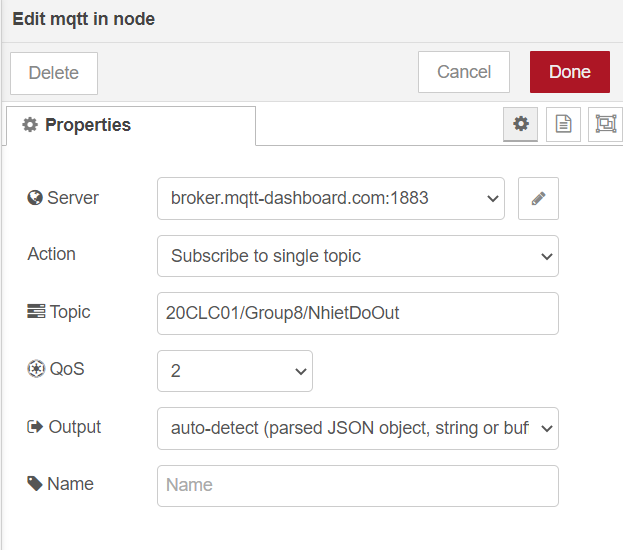 Edit mqtt in node
Delete
Cancel
Done
Properties
Server
broker.mqtt-dashboard.com:1883
Action
Subscribe to single topic
Topic
20CLC01/Group8/NhietDoOut
QoS
2
Output
auto-detect (parsed JSON object, string or buf
Name
Name